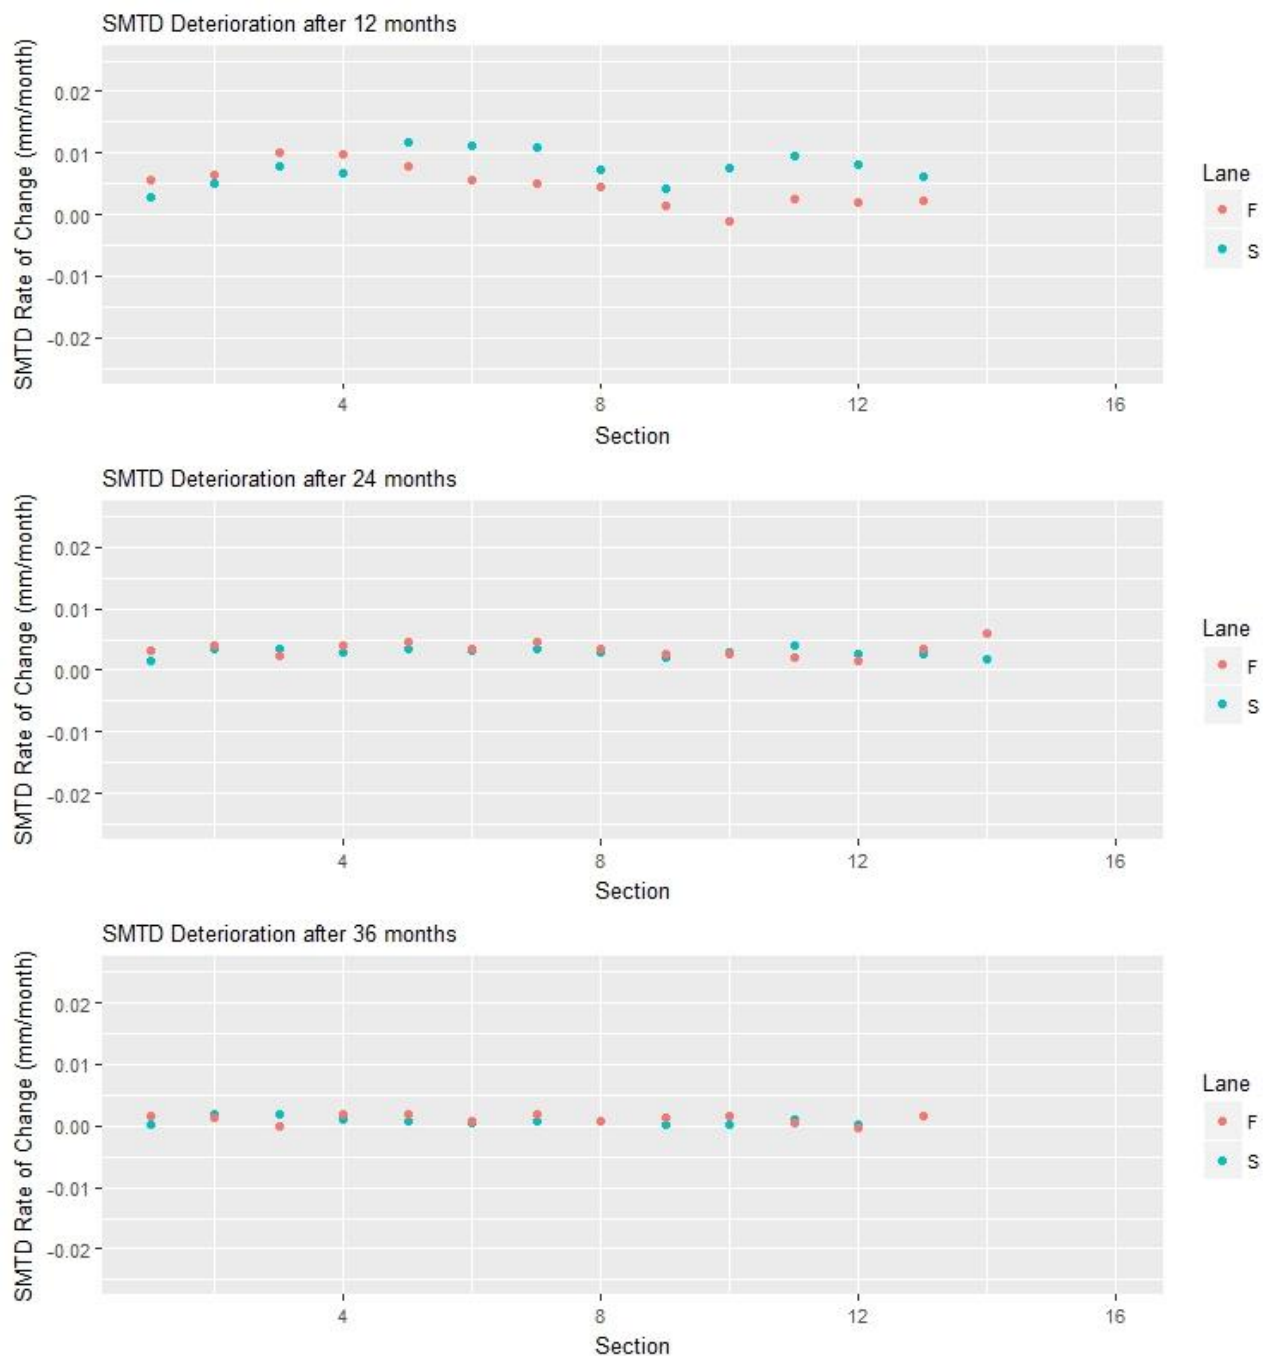 SMTD Deterioration after 12 months
SMTD Rate of Change (mm/month)
0.02
0.01
0.00
-0.01
-0.02
4 8 12 16
Section
Lane
F
S
SMTD Deterioration after 24 months
SMTD Rate of Change (mm/month)
0.02
0.01
0.00
-0.01
-0.02
4 8 12 16
Section
Lane
F
S
SMTD Deterioration after 36 months
SMTD Rate of Change (mm/month)
0.02
0.01
0.00
-0.01
-0.02
4 8 12 16
Section
Lane
F
S